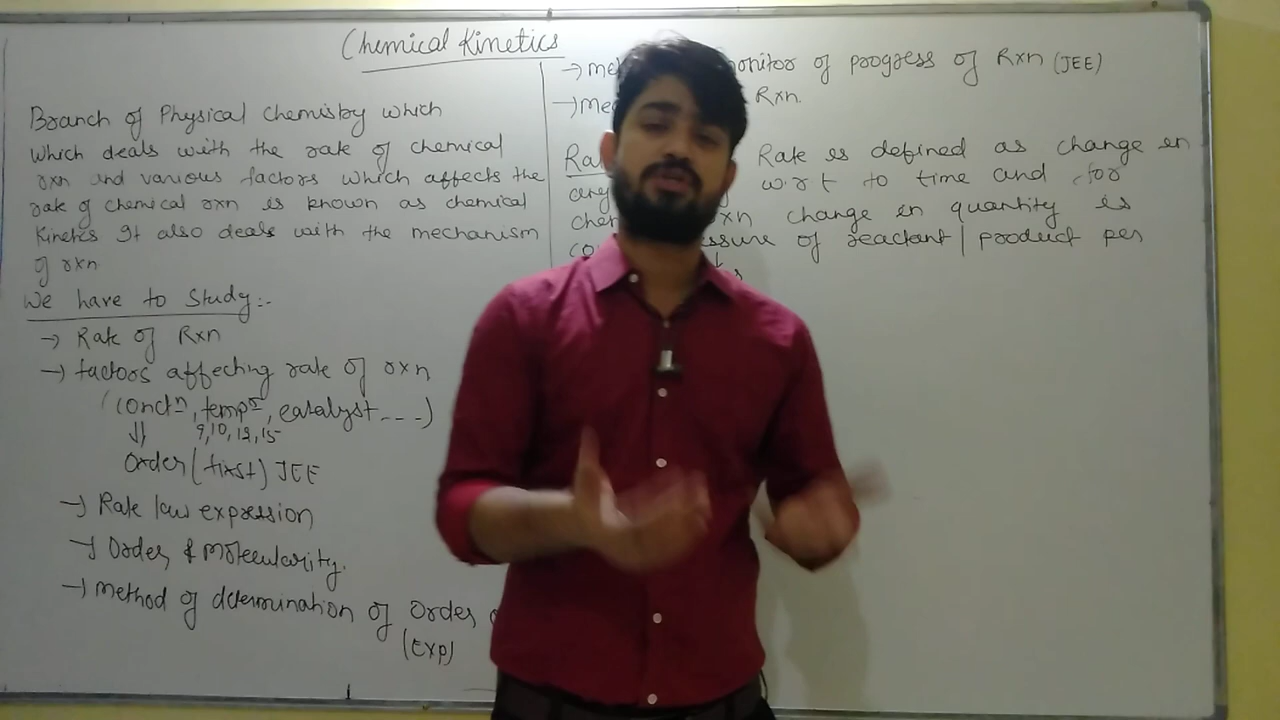 Chemical Kinetics
Branch of Physical chemistry which
which deals with the rate of chemical
rxn and various factors which affects the
rate of chemical rxn is known as chemical
Kinetics It also deals with the mechanism
of rxn
We have to Study:-
→ Rate of Rxn
→ factors affecting rate of rxn
(conctn, tempr, catalyst ---)
⇓ 9,10,12,15
Order (first) JEE
→ Rate law expression
→ Order & Molecularity.
→ Method of determination of Order
(Exp)
→ monitor of progress of Rxn (JEE)
→ Rxn.
Rate is defined as change in
any w.r.t to time and for
rxn change in quantity is
of reactant | product per